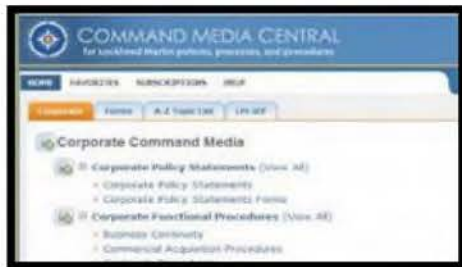 COMMAND MEDIA CENTRAL
for Lockheed Martin policies, processes, and procedures
HOME FAVORITES SUBSCRIPTIONS HELP
Corporate Forms A-Z Topic List
Corporate Command Media
Corporate Policy Statements (View All)
Corporate Policy Statements
Corporate Policy Statements Forms
Corporate Functional Procedures (View All)
Business Continuity
Commercial Acquisition Procedures